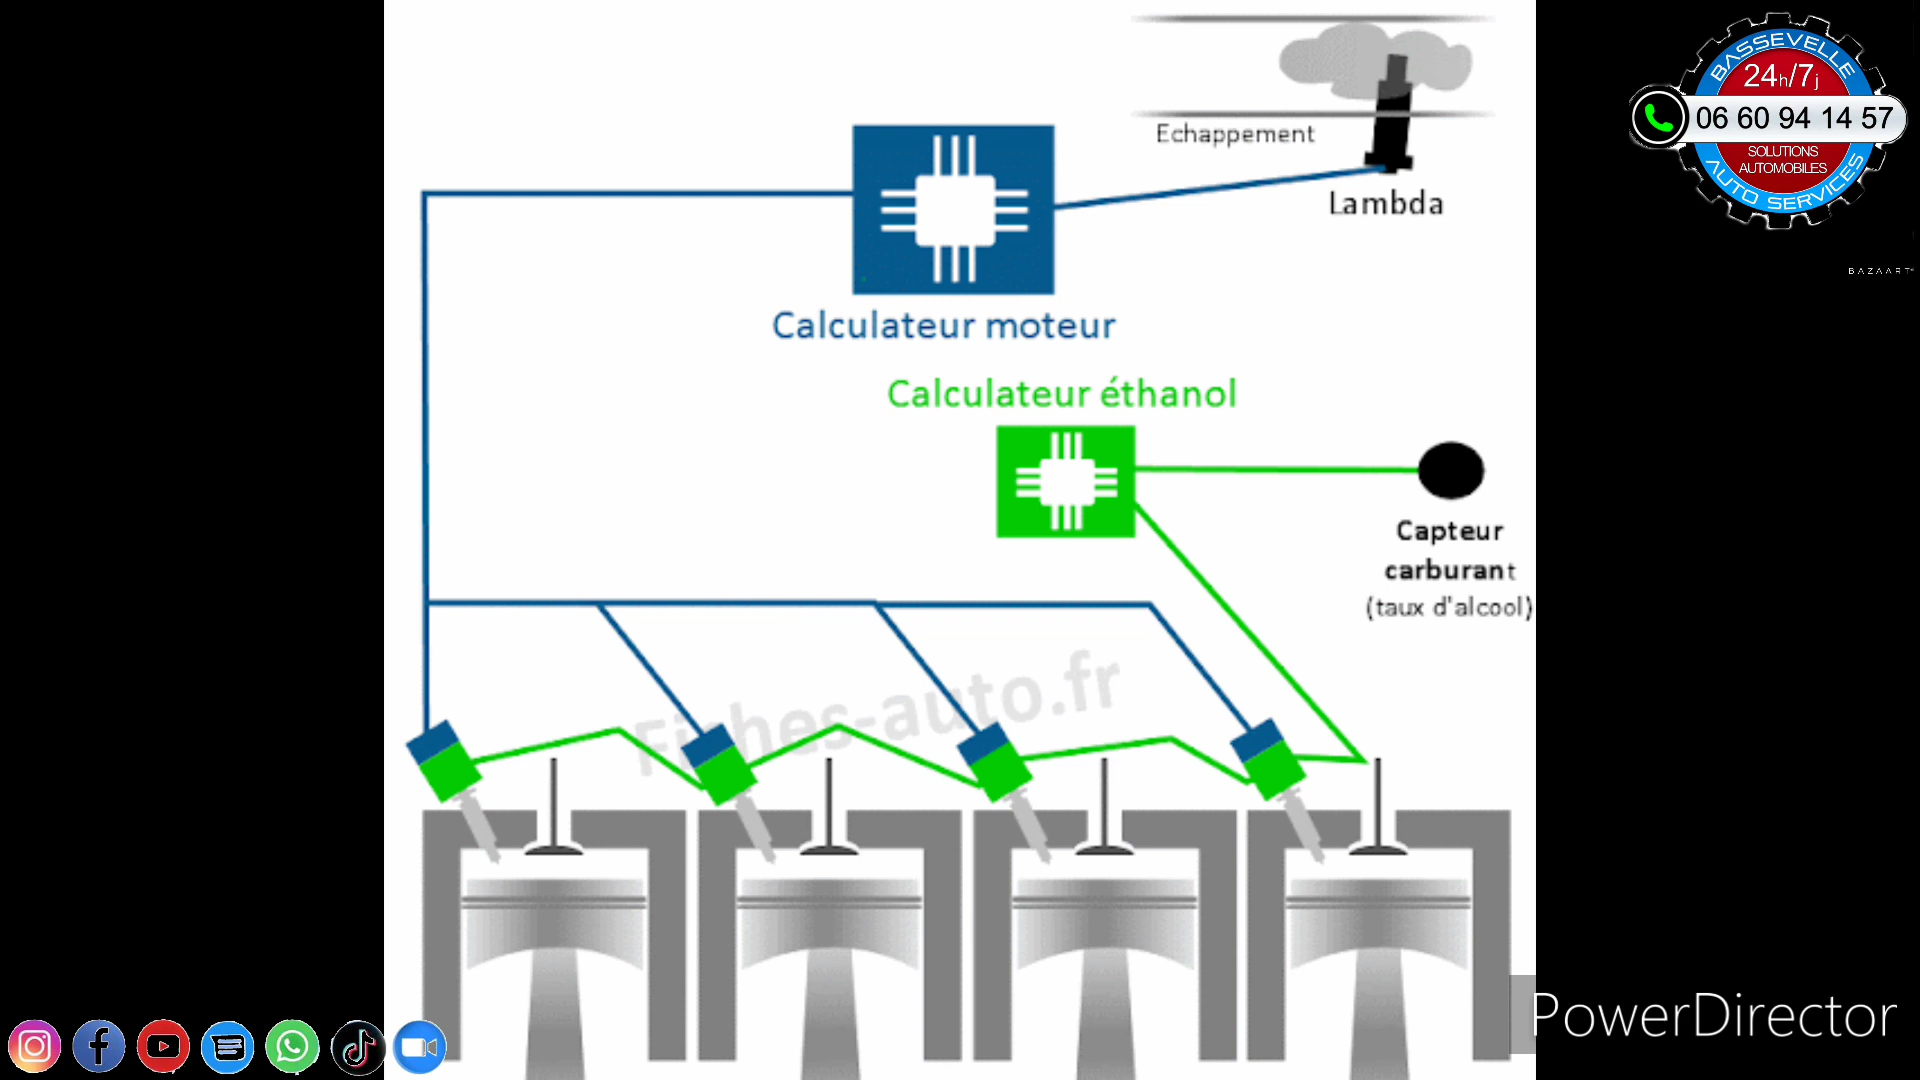 Echappement
Lambda
Calculateur moteur
Calculateur éthanol
Capteur
carburant
(taux d'alcool)
Fiches-auto.fr
BASSEVELLE
24h/7j
06 60 94 14 57
SOLUTIONS
AUTOMOBILES
AUTO SERVICES
BAZAART
PowerDirector